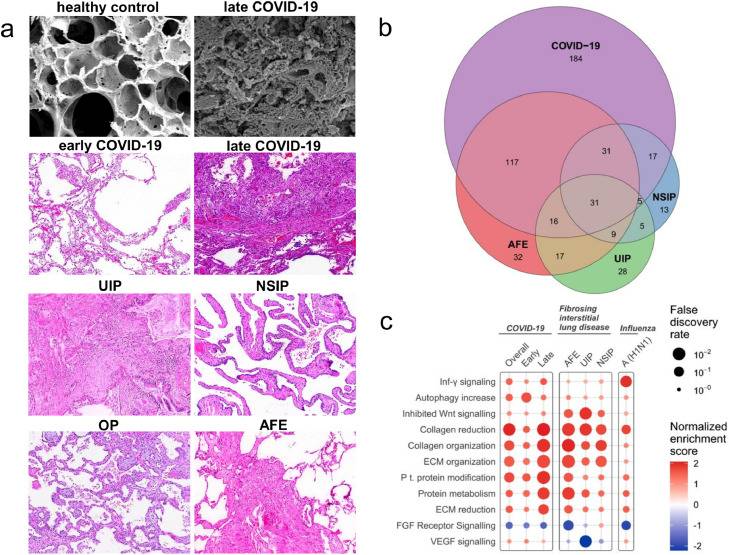 a
healthy control
late COVID-19
early COVID-19
late COVID-19
UIP
NSIP
OP
AFE
b
COVID−19
184
117
31
17
31
5
NSIP
13
16
9
5
AFE
32
17
UIP
28
c
COVID-19
Fibrosing interstitial lung disease
Influenza
Overall
Early
Late
AFE
UIP
NSIP
A (H1N1)
Inf-γ signaling
Autophagy increase
Inhibited Wnt signalling
Collagen reduction
Collagen organization
ECM organization
P t. protein modification
Protein metabolism
ECM reduction
FGF Receptor Signalling
VEGF signalling
False
discovery
rate
10⁻²
10⁻¹
10⁻⁰
Normalized
enrichment
score
2
1
0
-1
-2